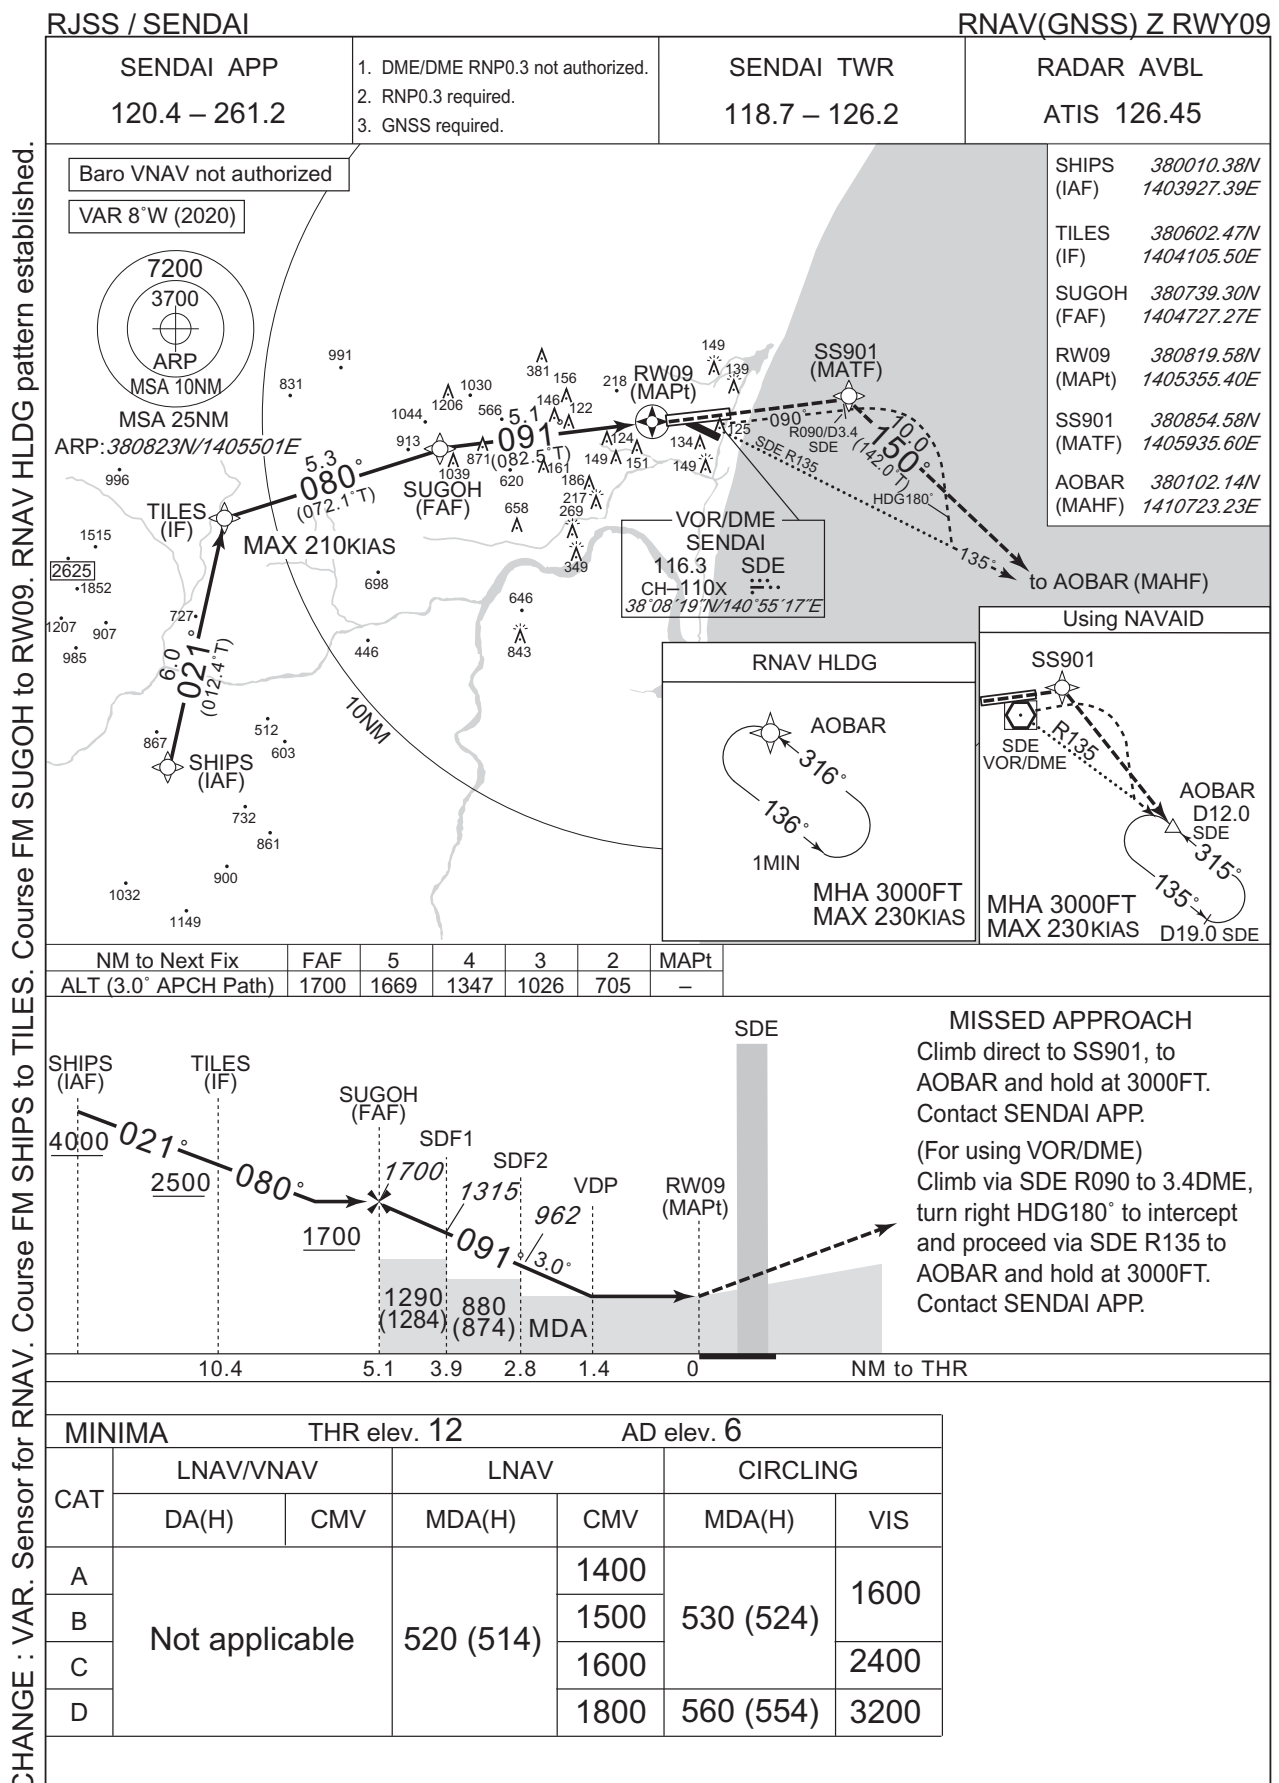 RJSS / SENDAI
RNAV(GNSS) Z RWY09
SENDAI APP
120.4 – 261.2
1. DME/DME RNP0.3 not authorized.
2. RNP0.3 required.
3. GNSS required.
SENDAI TWR
118.7 – 126.2
RADAR AVBL
ATIS 126.45
CHANGE : VAR. Sensor for RNAV. Course FM SHIPS to TILES. Course FM SUGOH to RW09. RNAV HLDG pattern established.
Baro VNAV not authorized
VAR 8˚W (2020)
7200
3700
ARP
MSA 10NM
MSA 25NM
ARP:380823N/1405501E
SHIPS 380010.38N
(IAF) 1403927.39E
TILES 380602.47N
(IF) 1404105.50E
SUGOH 380739.30N
(FAF) 1404727.27E
RW09 380819.58N
(MAPt) 1405355.40E
SS901 380854.58N
(MATF) 1405935.60E
AOBAR 380102.14N
(MAHF) 1410723.23E
991
831
1044
1206
1030
566
913
1039
871
381
156
146
122
218
149
139
124
149
151
134
149
125
161
620
186
217
269
349
658
698
646
843
446
996
1515
2625
1852
1207
907
985
727
867
512
603
732
861
900
1032
1149
RW09
(MAPt)
SS901
(MATF)
5.1
091˚
(082.5˚T)
5.3
080˚
(072.1˚T)
SUGOH
(FAF)
TILES
(IF)
MAX 210KIAS
6.0
021˚
(012.4˚T)
SHIPS
(IAF)
10NM
090˚
R090/D3.4
SDE
SDE R135
10.0
150˚
(142.0˚T)
HDG180˚
135˚
to AOBAR (MAHF)
VOR/DME
SENDAI
116.3 SDE
CH–110X
38˚08´19˝N/140˚55´17˝E
RNAV HLDG
AOBAR
316˚
136˚
1MIN
MHA 3000FT
MAX 230KIAS
Using NAVAID
SS901
SDE
VOR/DME
R135
AOBAR
D12.0
SDE
315˚
135˚
MHA 3000FT
MAX 230KIAS
D19.0 SDE
NM to Next Fix FAF 5 4 3 2 MAPt
ALT (3.0˚ APCH Path) 1700 1669 1347 1026 705 –
SHIPS
(IAF)
TILES
(IF)
SUGOH
(FAF)
SDF1
SDF2
VDP
RW09
(MAPt)
SDE
4000
021˚
2500
080˚
1700
1700
1315
962
091˚
3.0˚
1290
(1284)
880
(874)
MDA
10.4 5.1 3.9 2.8 1.4 0 NM to THR
MISSED APPROACH
Climb direct to SS901, to
AOBAR and hold at 3000FT.
Contact SENDAI APP.
(For using VOR/DME)
Climb via SDE R090 to 3.4DME,
turn right HDG180˚ to intercept
and proceed via SDE R135 to
AOBAR and hold at 3000FT.
Contact SENDAI APP.
MINIMA THR elev. 12 AD elev. 6
CAT LNAV/VNAV LNAV CIRCLING
DA(H) CMV MDA(H) CMV MDA(H) VIS
A 1400
B 1500
C 1600
D 1800
Not applicable
520 (514)
530 (524)
560 (554)
1600
2400
3200